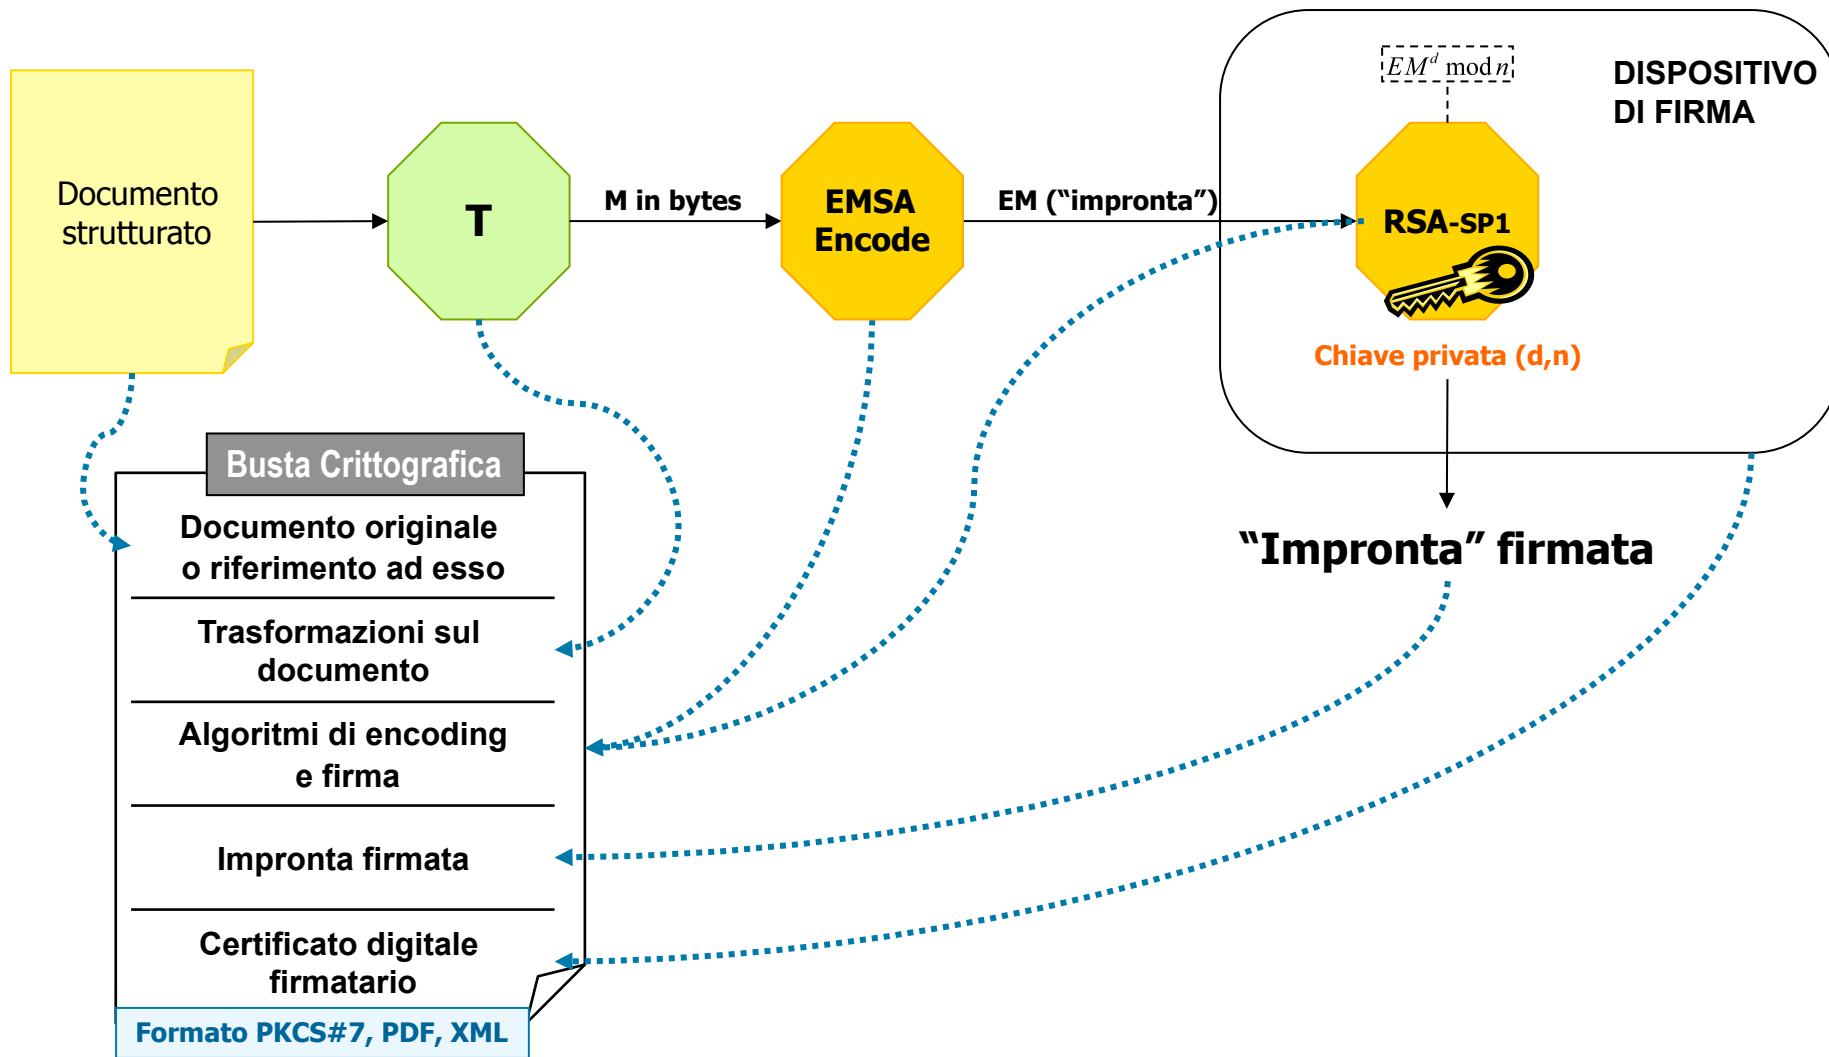 Documento
strutturato
T
M in bytes
EMSA
Encode
EM (“impronta”)
EM^d mod n
RSA-SP1
DISPOSITIVO
DI FIRMA
Chiave privata (d,n)
“Impronta” firmata
Busta Crittografica
Documento originale
o riferimento ad esso
Trasformazioni sul
documento
Algoritmi di encoding
e firma
Impronta firmata
Certificato digitale
firmatario
Formato PKCS#7, PDF, XML